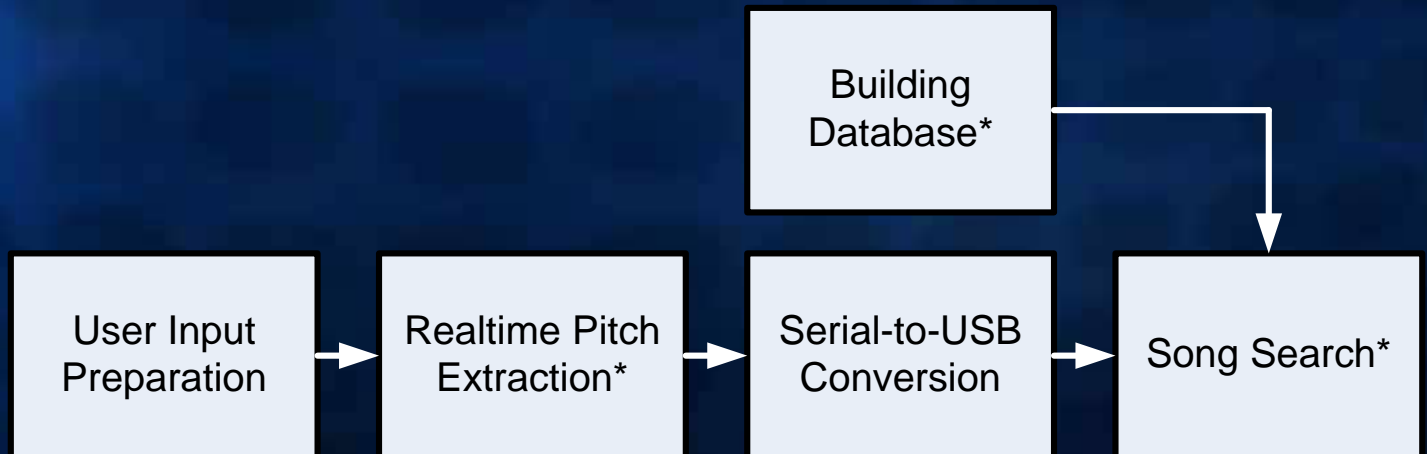 Building
Database*
User Input
Preparation
Realtime Pitch
Extraction*
Serial-to-USB
Conversion
Song Search*